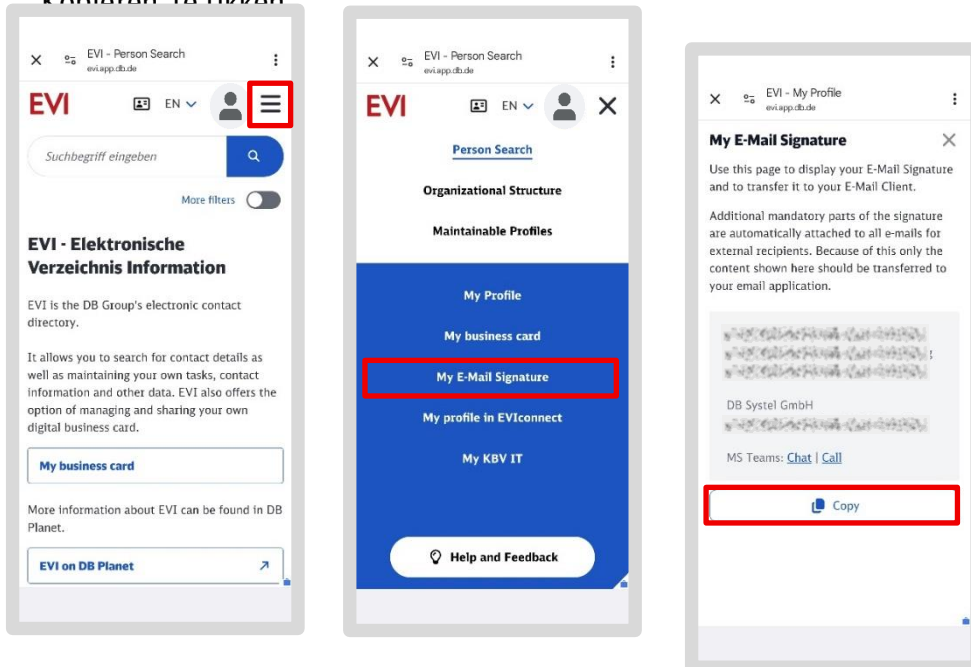 EVI - Person Search
evi.app.db.de
EVI
EN
Suchbegriff eingeben
More filters
EVI - Elektronische
Verzeichnis Information
EVI is the DB Group's electronic contact
directory.
It allows you to search for contact details as
well as maintaining your own tasks, contact
information and other data. EVI also offers the
option of managing and sharing your own
digital business card.
My business card
More information about EVI can be found in DB
Planet.
EVI on DB Planet
EVI - Person Search
evi.app.db.de
EVI
EN
Person Search
Organizational Structure
Maintainable Profiles
My Profile
My business card
My E-Mail Signature
My profile in EVIconnect
My KBV IT
Help and Feedback
EVI - My Profile
evi.app.db.de
My E-Mail Signature
Use this page to display your E-Mail Signature
and to transfer it to your E-Mail Client.
Additional mandatory parts of the signature
are automatically attached to all e-mails for
external recipients. Because of this only the
content shown here should be transferred to
your email application.
DB Systel GmbH
MS Teams: Chat | Call
Copy